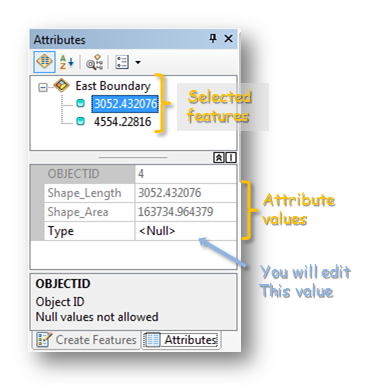 Attributes
East Boundary
3052.432076
4554.22816
Selected
features
OBJECTID 4
Shape_Length 3052.432076
Shape_Area 163734.964379
Type <Null>
Attribute
values
You will edit
This value
OBJECTID
Object ID
Null values not allowed
Create Features Attributes